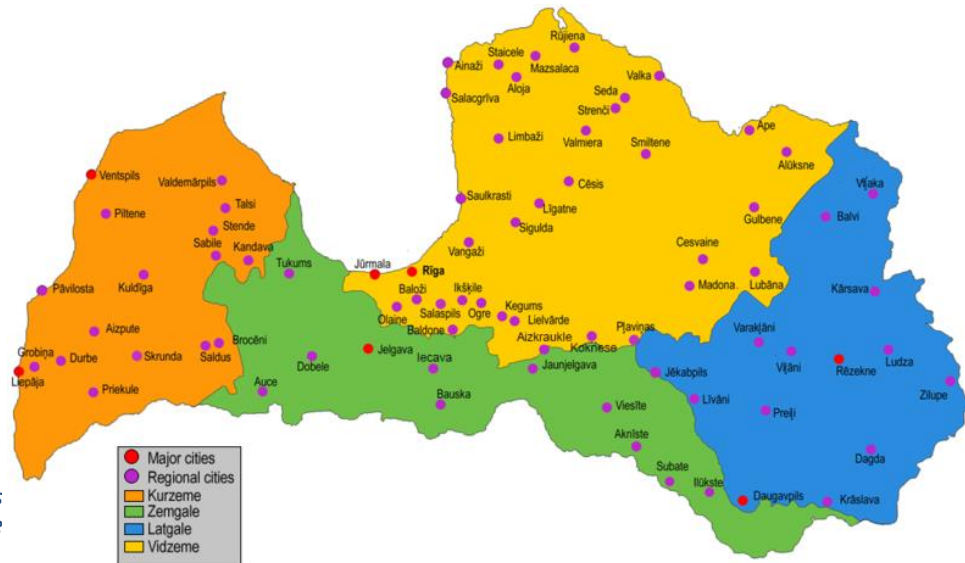 Rūjiena
Staicele
Ainaži
Mazsalaca
Aloja
Valka
Salacgrīva
Seda
Strenči
Ape
Limbaži
Valmiera
Smiltene
Alūksne
Ventspils
Valdemārpils
Cēsis
Viļaka
Saulkrasti
Līgatne
Piltene
Talsi
Gulbene
Balvi
Sigulda
Stende
Vangaži
Sabile
Kandava
Cesvaine
Tukums
Jūrmala
Rīga
Kuldīga
Madona
Lubāna
Pāvilosta
Kārsava
Baloži
Ikšķile
Olaine
Salaspils
Ogre
Ķegums
Lielvārde
Aizpute
Baldone
Pļaviņas
Varakļāni
Aizkraukle
Koknese
Brocēni
Grobiņa
Durbe
Skrunda
Saldus
Jelgava
Viļāni
Rēzekne
Ludza
Liepāja
Dobele
Iecava
Jaunjelgava
Jēkabpils
Zilupe
Priekule
Auce
Bauska
Viesīte
Līvāni
Preiļi
Aknīste
Dagda
Subate
Ilūkste
Daugavpils
Krāslava
Major cities
Regional cities
Kurzeme
Zemgale
Latgale
Vidzeme